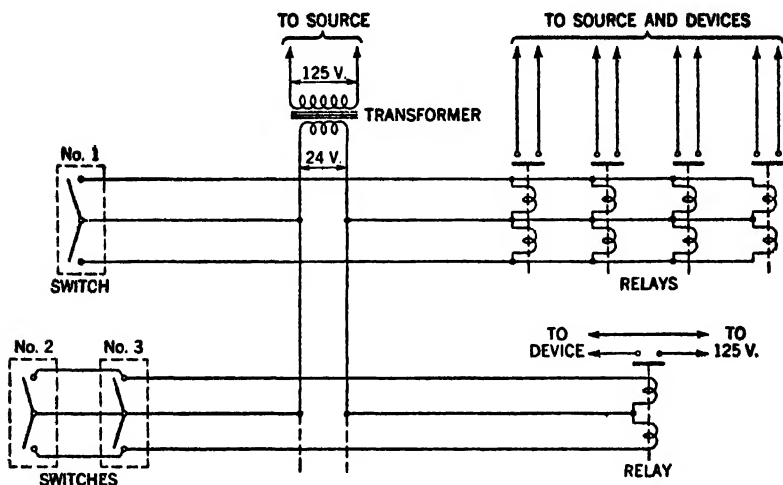 TO SOURCE
TO SOURCE AND DEVICES
125 V.
TRANSFORMER
No. 1
24 V.
SWITCH
RELAYS
No. 2
No. 3
TO
DEVICE
TO
125 V.
SWITCHES
RELAY